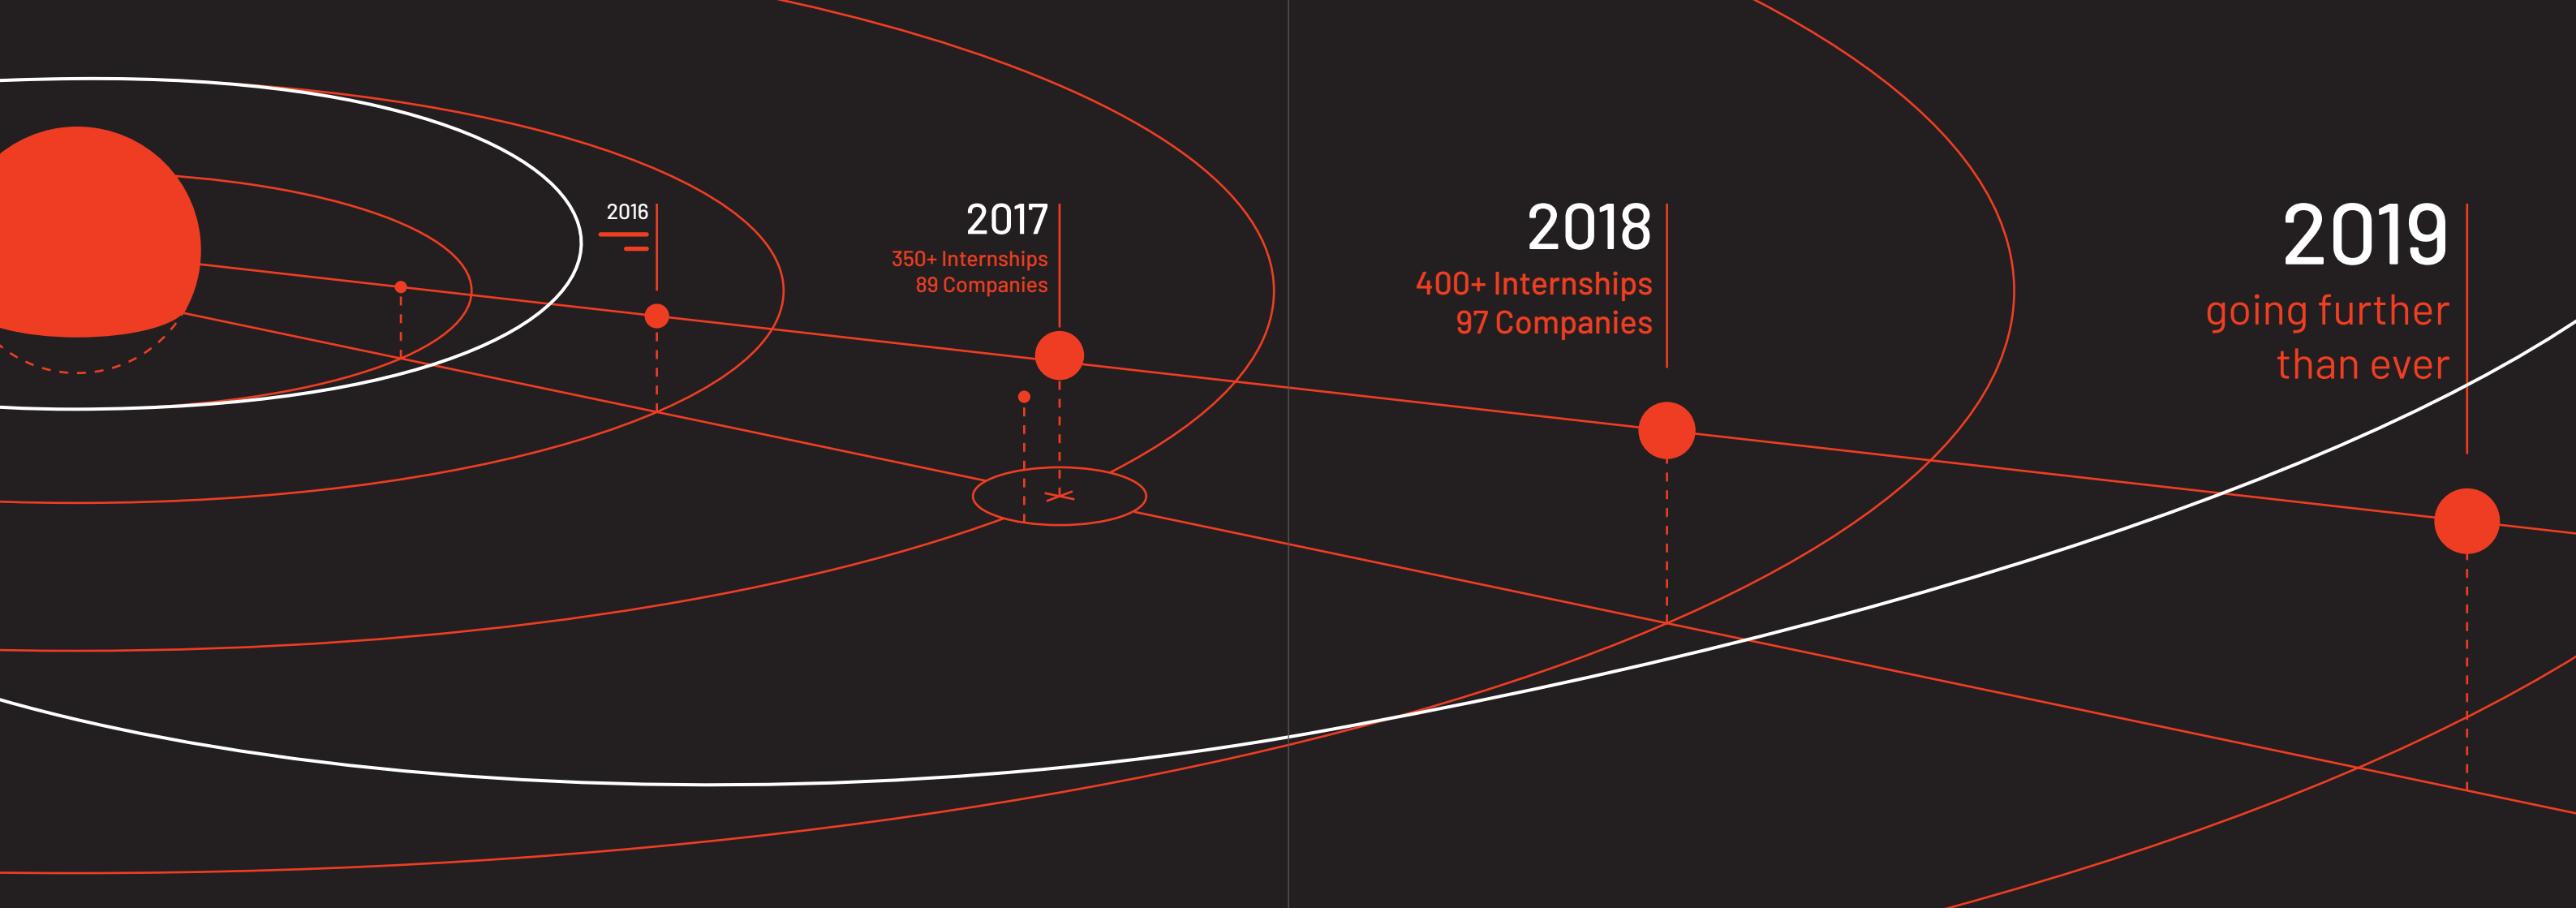 2016
2017
350+ Internships
89 Companies
2018
400+ Internships
97 Companies
2019
going further
than ever